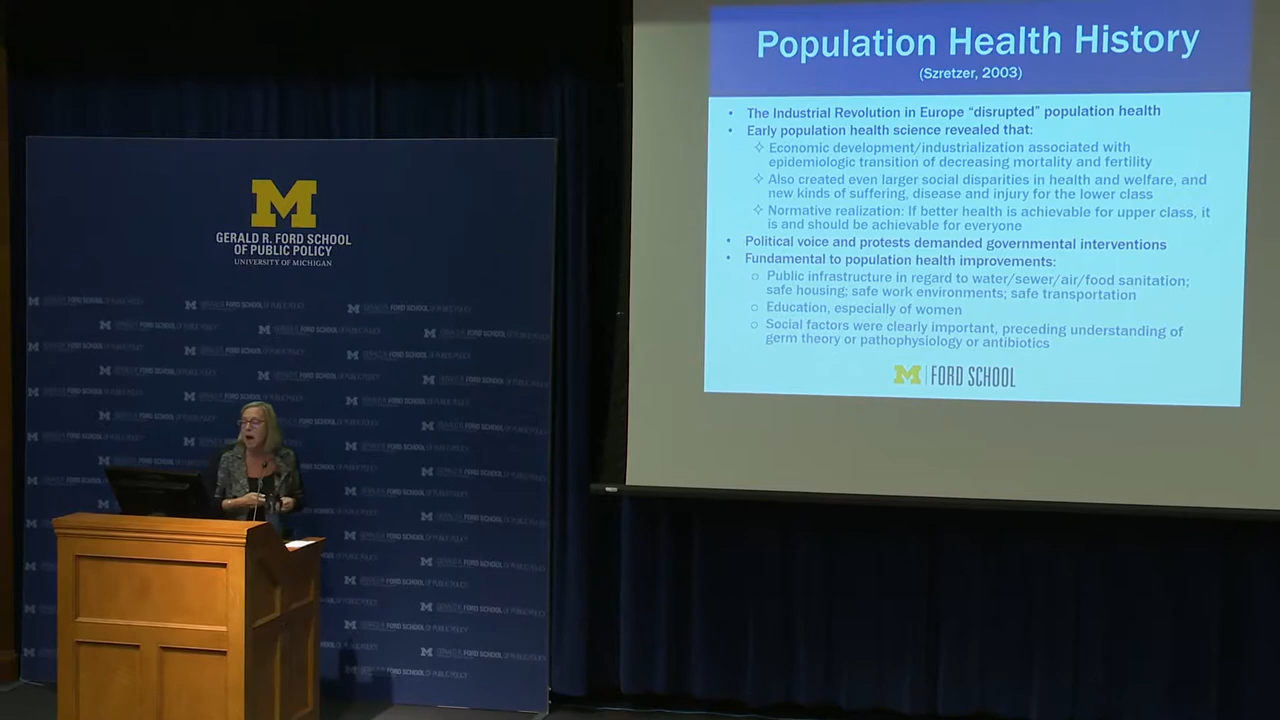 M
GERALD R. FORD SCHOOL
OF PUBLIC POLICY
UNIVERSITY OF MICHIGAN
Population Health History
(Szretzer, 2003)
• The Industrial Revolution in Europe “disrupted” population health
• Early population health science revealed that:
✧ Economic development/industrialization associated with
epidemiologic transition of decreasing mortality and fertility
✧ Also created even larger social disparities in health and welfare, and
new kinds of suffering, disease and injury for the lower class
✧ Normative realization: If better health is achievable for upper class, it
is and should be achievable for everyone
• Political voice and protests demanded governmental interventions
• Fundamental to population health improvements:
○ Public infrastructure in regard to water/sewer/air/food sanitation;
safe housing; safe work environments; safe transportation
○ Education, especially of women
○ Social factors were clearly important, preceding understanding of
germ theory or pathophysiology or antibiotics
M | FORD SCHOOL